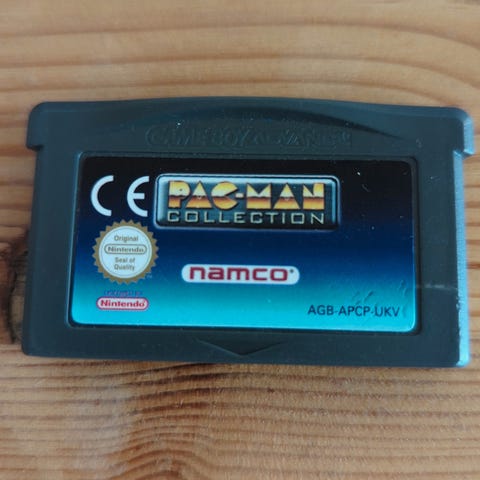 GAME BOY ADVANCE
CE
PAC-MAN
COLLECTION
Original
Nintendo
Seal of
Quality
namco
Nintendo
AGB-APCP-UKV